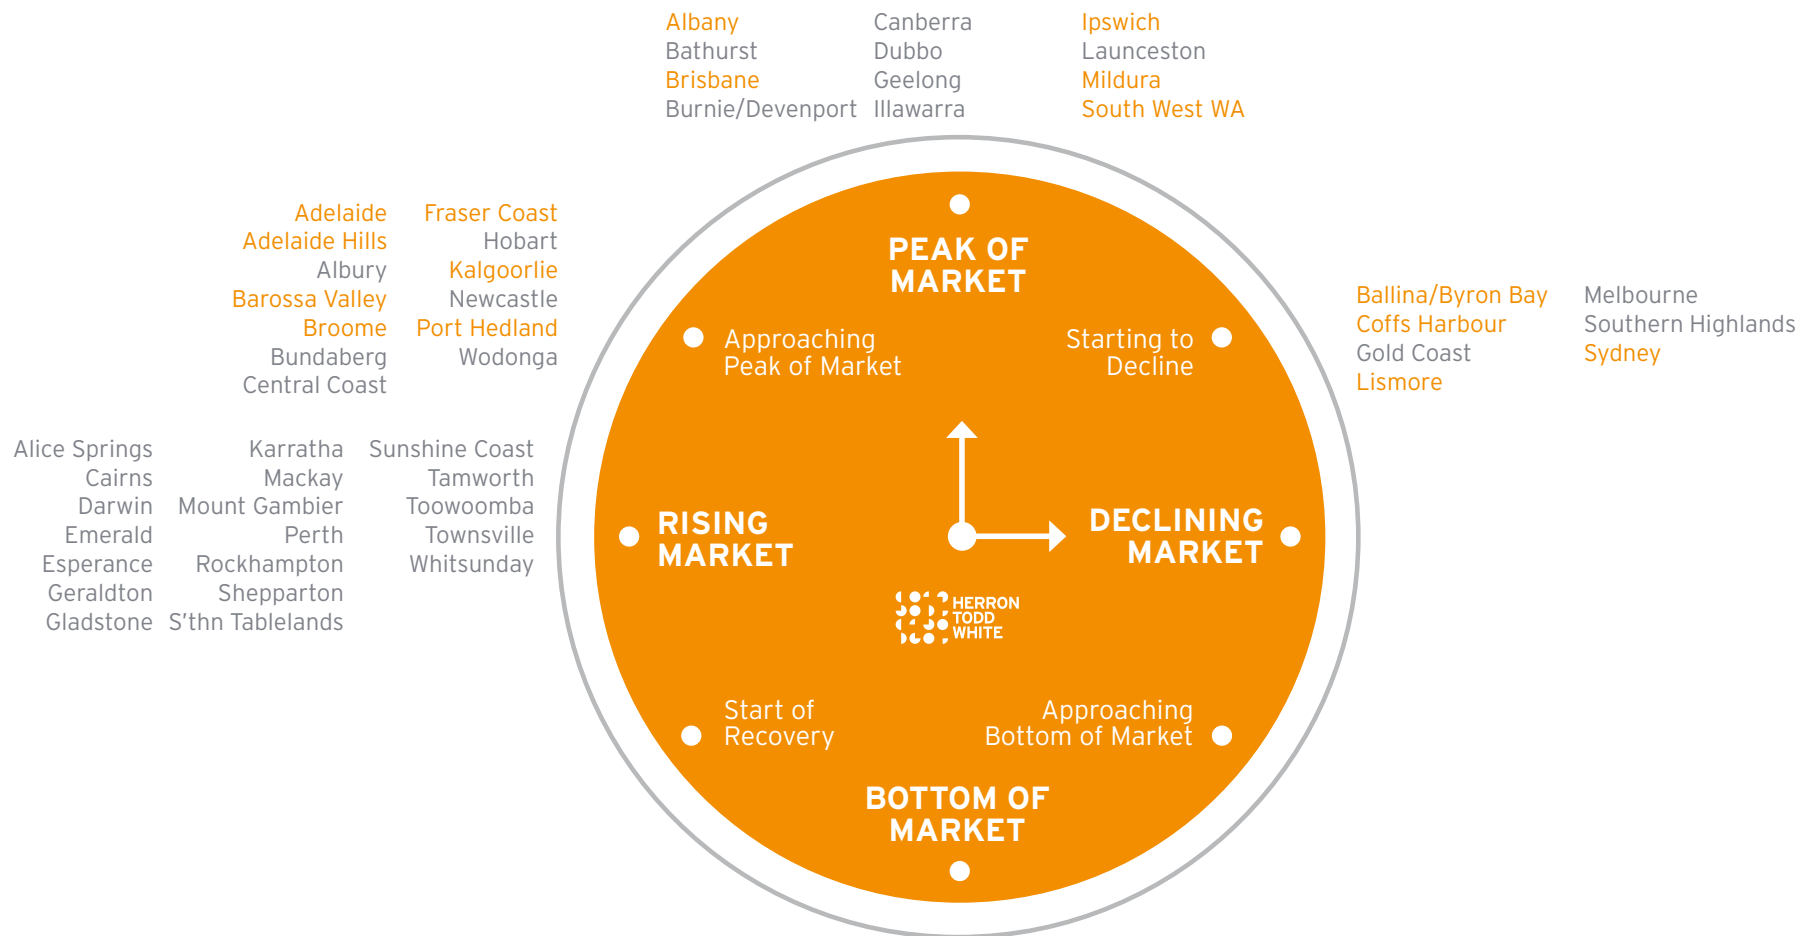 Albany
Bathurst
Brisbane
Burnie/Devenport
Canberra
Dubbo
Geelong
Illawarra
Ipswich
Launceston
Mildura
South West WA
Adelaide
Adelaide Hills
Albury
Barossa Valley
Broome
Bundaberg
Central Coast
Fraser Coast
Hobart
Kalgoorlie
Newcastle
Port Hedland
Wodonga
PEAK OF
MARKET
Approaching
Peak of Market
Starting to
Decline
Ballina/Byron Bay
Coffs Harbour
Gold Coast
Lismore
Melbourne
Southern Highlands
Sydney
Alice Springs
Cairns
Darwin
Emerald
Esperance
Geraldton
Gladstone
Karratha
Mackay
Mount Gambier
Perth
Rockhampton
Shepparton
S'thn Tablelands
Sunshine Coast
Tamworth
Toowoomba
Townsville
Whitsunday
RISING
MARKET
DECLINING
MARKET
HERRON
TODD
WHITE
Start of
Recovery
Approaching
Bottom of Market
BOTTOM OF
MARKET